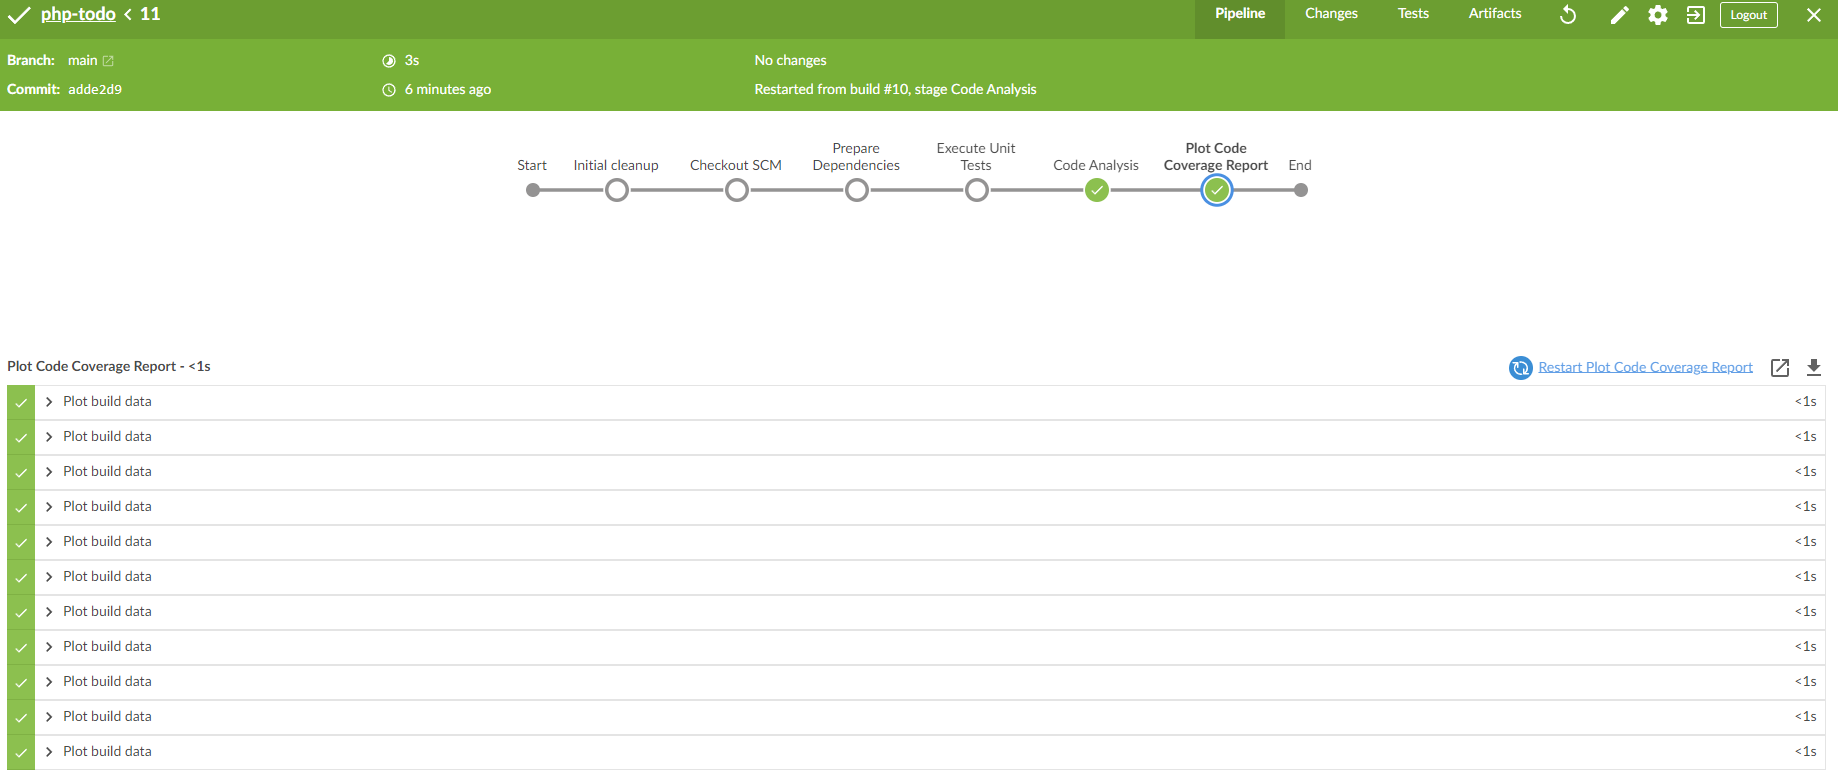 php-todo < 11 Pipeline Changes Tests Artifacts Logout
Branch: main 3s No changes
Commit: adde2d9 6 minutes ago Restarted from build #10, stage Code Analysis
Start Initial cleanup Checkout SCM Prepare Dependencies Execute Unit Tests Code Analysis Plot Code Coverage Report End
Plot Code Coverage Report - <1s Restart Plot Code Coverage Report
Plot build data <1s
Plot build data <1s
Plot build data <1s
Plot build data <1s
Plot build data <1s
Plot build data <1s
Plot build data <1s
Plot build data <1s
Plot build data <1s
Plot build data <1s
Plot build data <1s